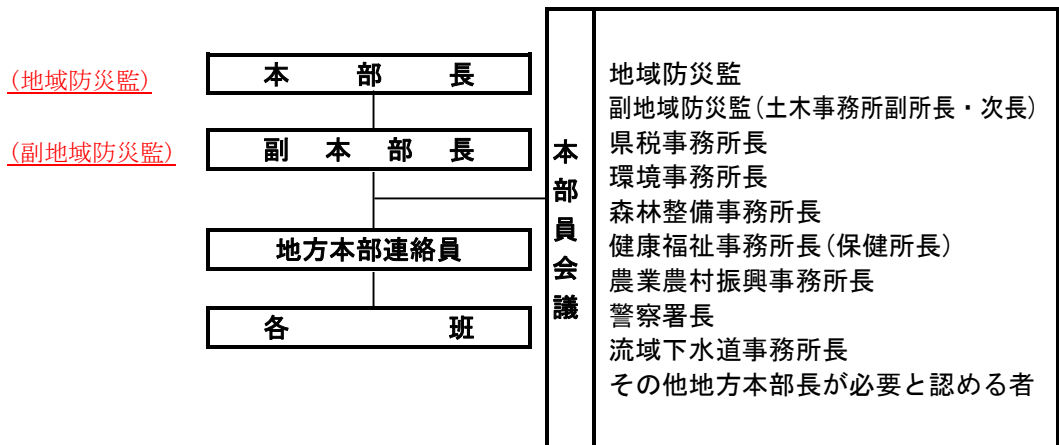 (地域防災監)
本部長
(副地域防災監)
副本部長
地方本部連絡員
各班
本部員会議
地域防災監
副地域防災監(土木事務所副所長・次長)
県税事務所長
環境事務所長
森林整備事務所長
健康福祉事務所長(保健所長)
農業農村振興事務所長
警察署長
流域下水道事務所長
その他地方本部長が必要と認める者